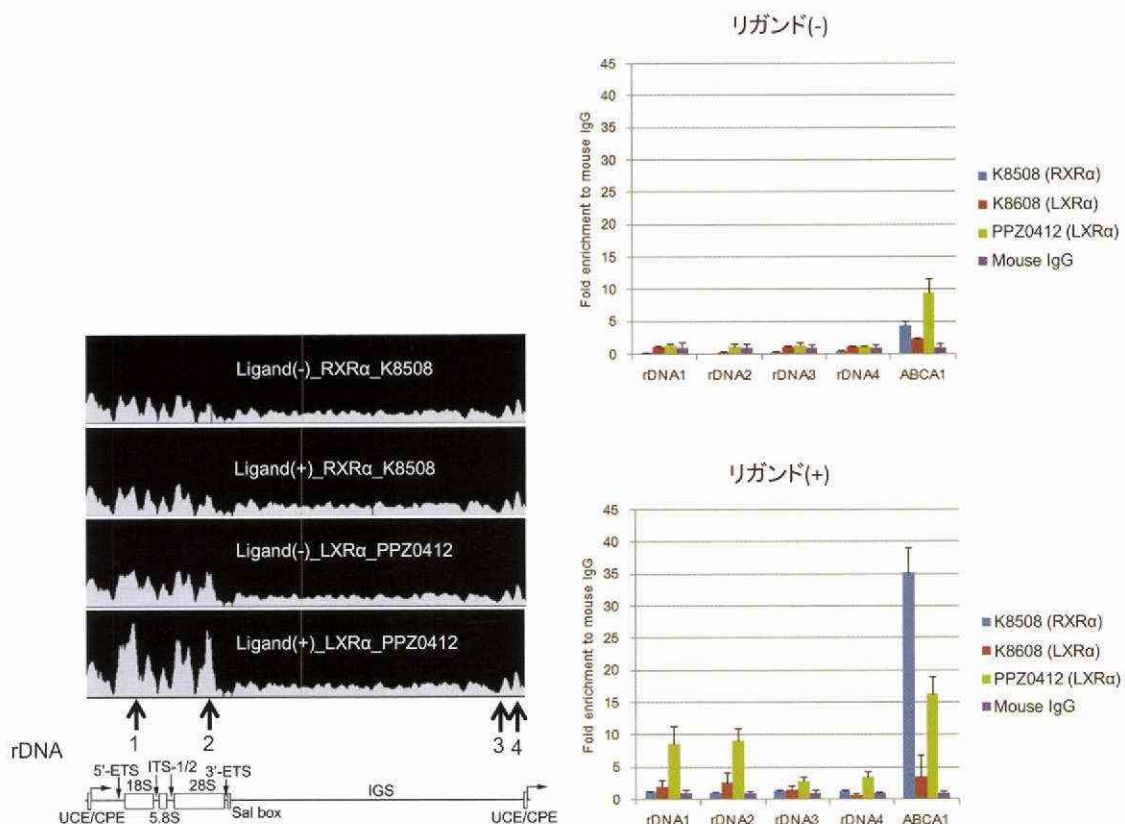 リガンド(-)
Fold enrichment to mouse IgG
45
40
35
30
25
20
15
10
5
0
rDNA1
rDNA2
rDNA3
rDNA4
ABCA1
K8508 (RXRα)
K8608 (LXRα)
PPZ0412 (LXRα)
Mouse IgG
Ligand(-)_RXRα_K8508
Ligand(+)_RXRα_K8508
Ligand(-)_LXRα_PPZ0412
Ligand(+)_LXRα_PPZ0412
rDNA
1
2
3
4
5'-ETS
ITS-1/2
3'-ETS
18S
28S
IGS
UCE/CPE
5.8S
Sal box
UCE/CPE
リガンド(+)
Fold enrichment to mouse IgG
45
40
35
30
25
20
15
10
5
0
rDNA1
rDNA2
rDNA3
rDNA4
ABCA1
K8508 (RXRα)
K8608 (LXRα)
PPZ0412 (LXRα)
Mouse IgG